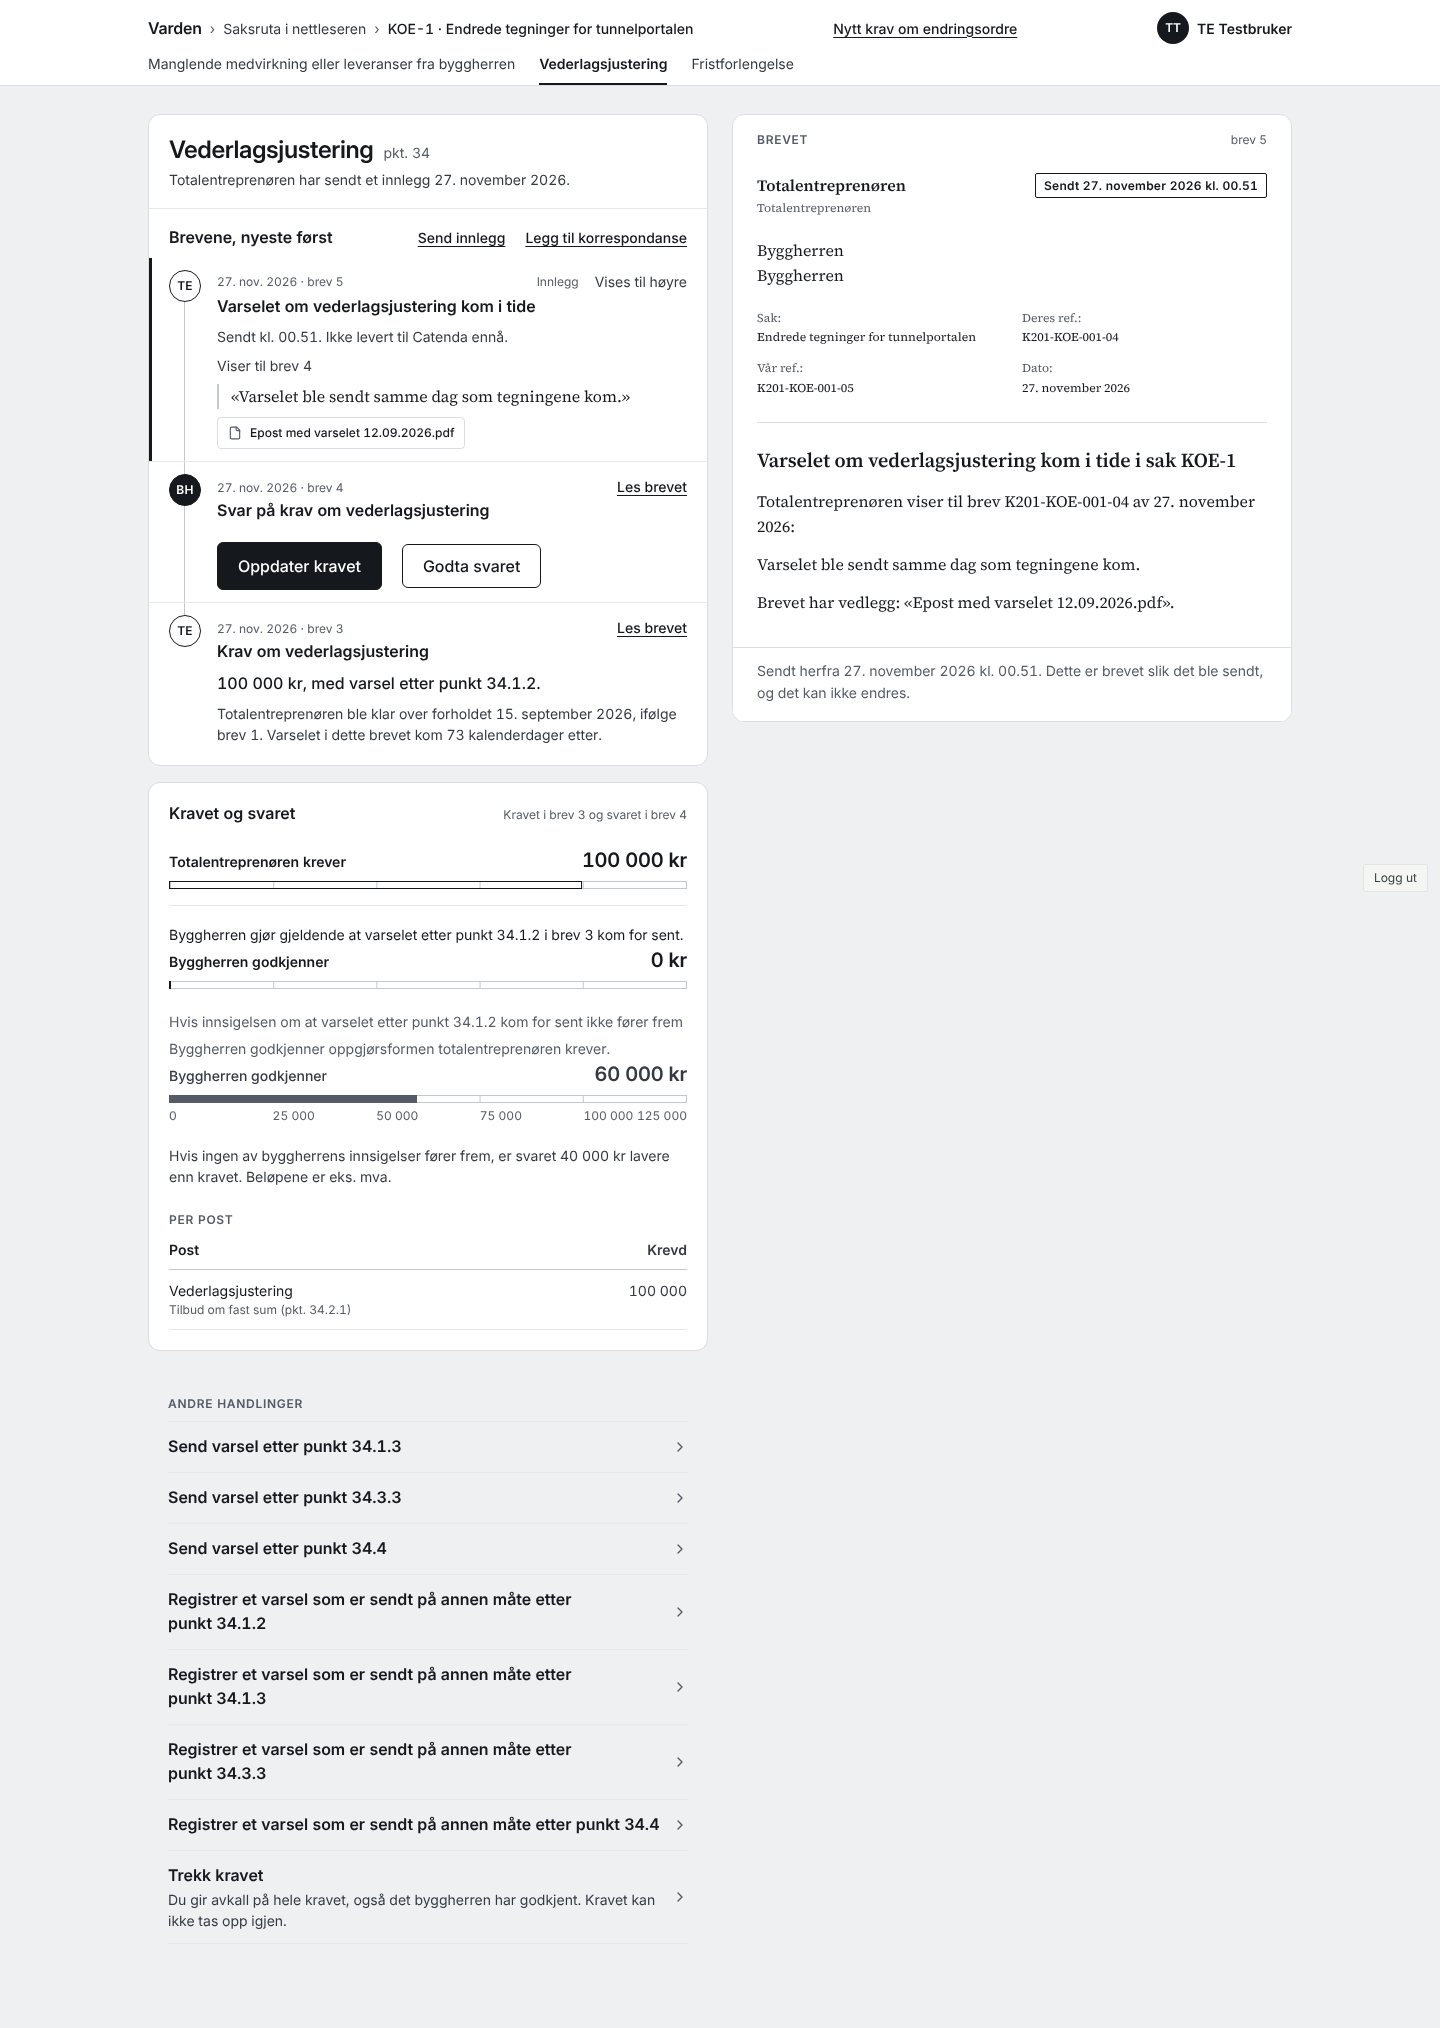 Varden › Saksruta i nettleseren › KOE-1 · Endrede tegninger for tunnelportalen
Nytt krav om endringsordre
TT TE Testbruker
Manglende medvirkning eller leveranser fra byggherren Vederlagsjustering Fristforlengelse
Vederlagsjustering pkt. 34
Totalentreprenøren har sendt et innlegg 27. november 2026.
Brevene, nyeste først Send innlegg Legg til korrespondanse
TE 27. nov. 2026 · brev 5 Innlegg Vises til høyre
Varselet om vederlagsjustering kom i tide
Sendt kl. 00.51. Ikke levert til Catenda ennå.
Viser til brev 4
«Varselet ble sendt samme dag som tegningene kom.»
Epost med varselet 12.09.2026.pdf
BH 27. nov. 2026 · brev 4 Les brevet
Svar på krav om vederlagsjustering
Oppdater kravet Godta svaret
TE 27. nov. 2026 · brev 3 Les brevet
Krav om vederlagsjustering
100 000 kr, med varsel etter punkt 34.1.2.
Totalentreprenøren ble klar over forholdet 15. september 2026, ifølge
brev 1. Varselet i dette brevet kom 73 kalenderdager etter.
Kravet og svaret Kravet i brev 3 og svaret i brev 4
Totalentreprenøren krever 100 000 kr
Byggherren gjør gjeldende at varselet etter punkt 34.1.2 i brev 3 kom for sent.
Byggherren godkjenner 0 kr
Hvis innsigelsen om at varselet etter punkt 34.1.2 kom for sent ikke fører frem
Byggherren godkjenner oppgjørsformen totalentreprenøren krever.
Byggherren godkjenner 60 000 kr
0 25 000 50 000 75 000 100 000 125 000
Hvis ingen av byggherrens innsigelser fører frem, er svaret 40 000 kr lavere
enn kravet. Beløpene er eks. mva.
PER POST
Post Krevd
Vederlagsjustering 100 000
Tilbud om fast sum (pkt. 34.2.1)
ANDRE HANDLINGER
Send varsel etter punkt 34.1.3
Send varsel etter punkt 34.3.3
Send varsel etter punkt 34.4
Registrer et varsel som er sendt på annen måte etter
punkt 34.1.2
Registrer et varsel som er sendt på annen måte etter
punkt 34.1.3
Registrer et varsel som er sendt på annen måte etter
punkt 34.3.3
Registrer et varsel som er sendt på annen måte etter punkt 34.4
Trekk kravet
Du gir avkall på hele kravet, også det byggherren har godkjent. Kravet kan
ikke tas opp igjen.
BREVET brev 5
Totalentreprenøren Sendt 27. november 2026 kl. 00.51
Totalentreprenøren
Byggherren
Byggherren
Sak: Deres ref.:
Endrede tegninger for tunnelportalen K201-KOE-001-04
Vår ref.: Dato:
K201-KOE-001-05 27. november 2026
Varselet om vederlagsjustering kom i tide i sak KOE-1
Totalentreprenøren viser til brev K201-KOE-001-04 av 27. november
2026:
Varselet ble sendt samme dag som tegningene kom.
Brevet har vedlegg: «Epost med varselet 12.09.2026.pdf».
Sendt herfra 27. november 2026 kl. 00.51. Dette er brevet slik det ble sendt,
og det kan ikke endres.
Logg ut